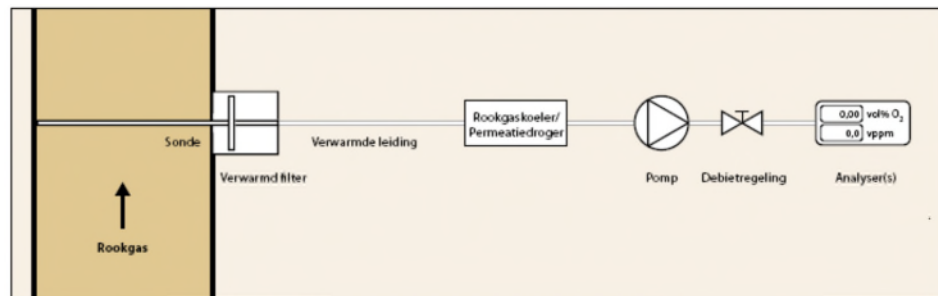 Rookgaskoeler/
Permeatiedroger
0,00 vol% O₂
0,0 vppm
Sonde
Verwarmde leiding
Verwarmd filter
Pomp
Debietregeling
Analyser(s)
Rookgas